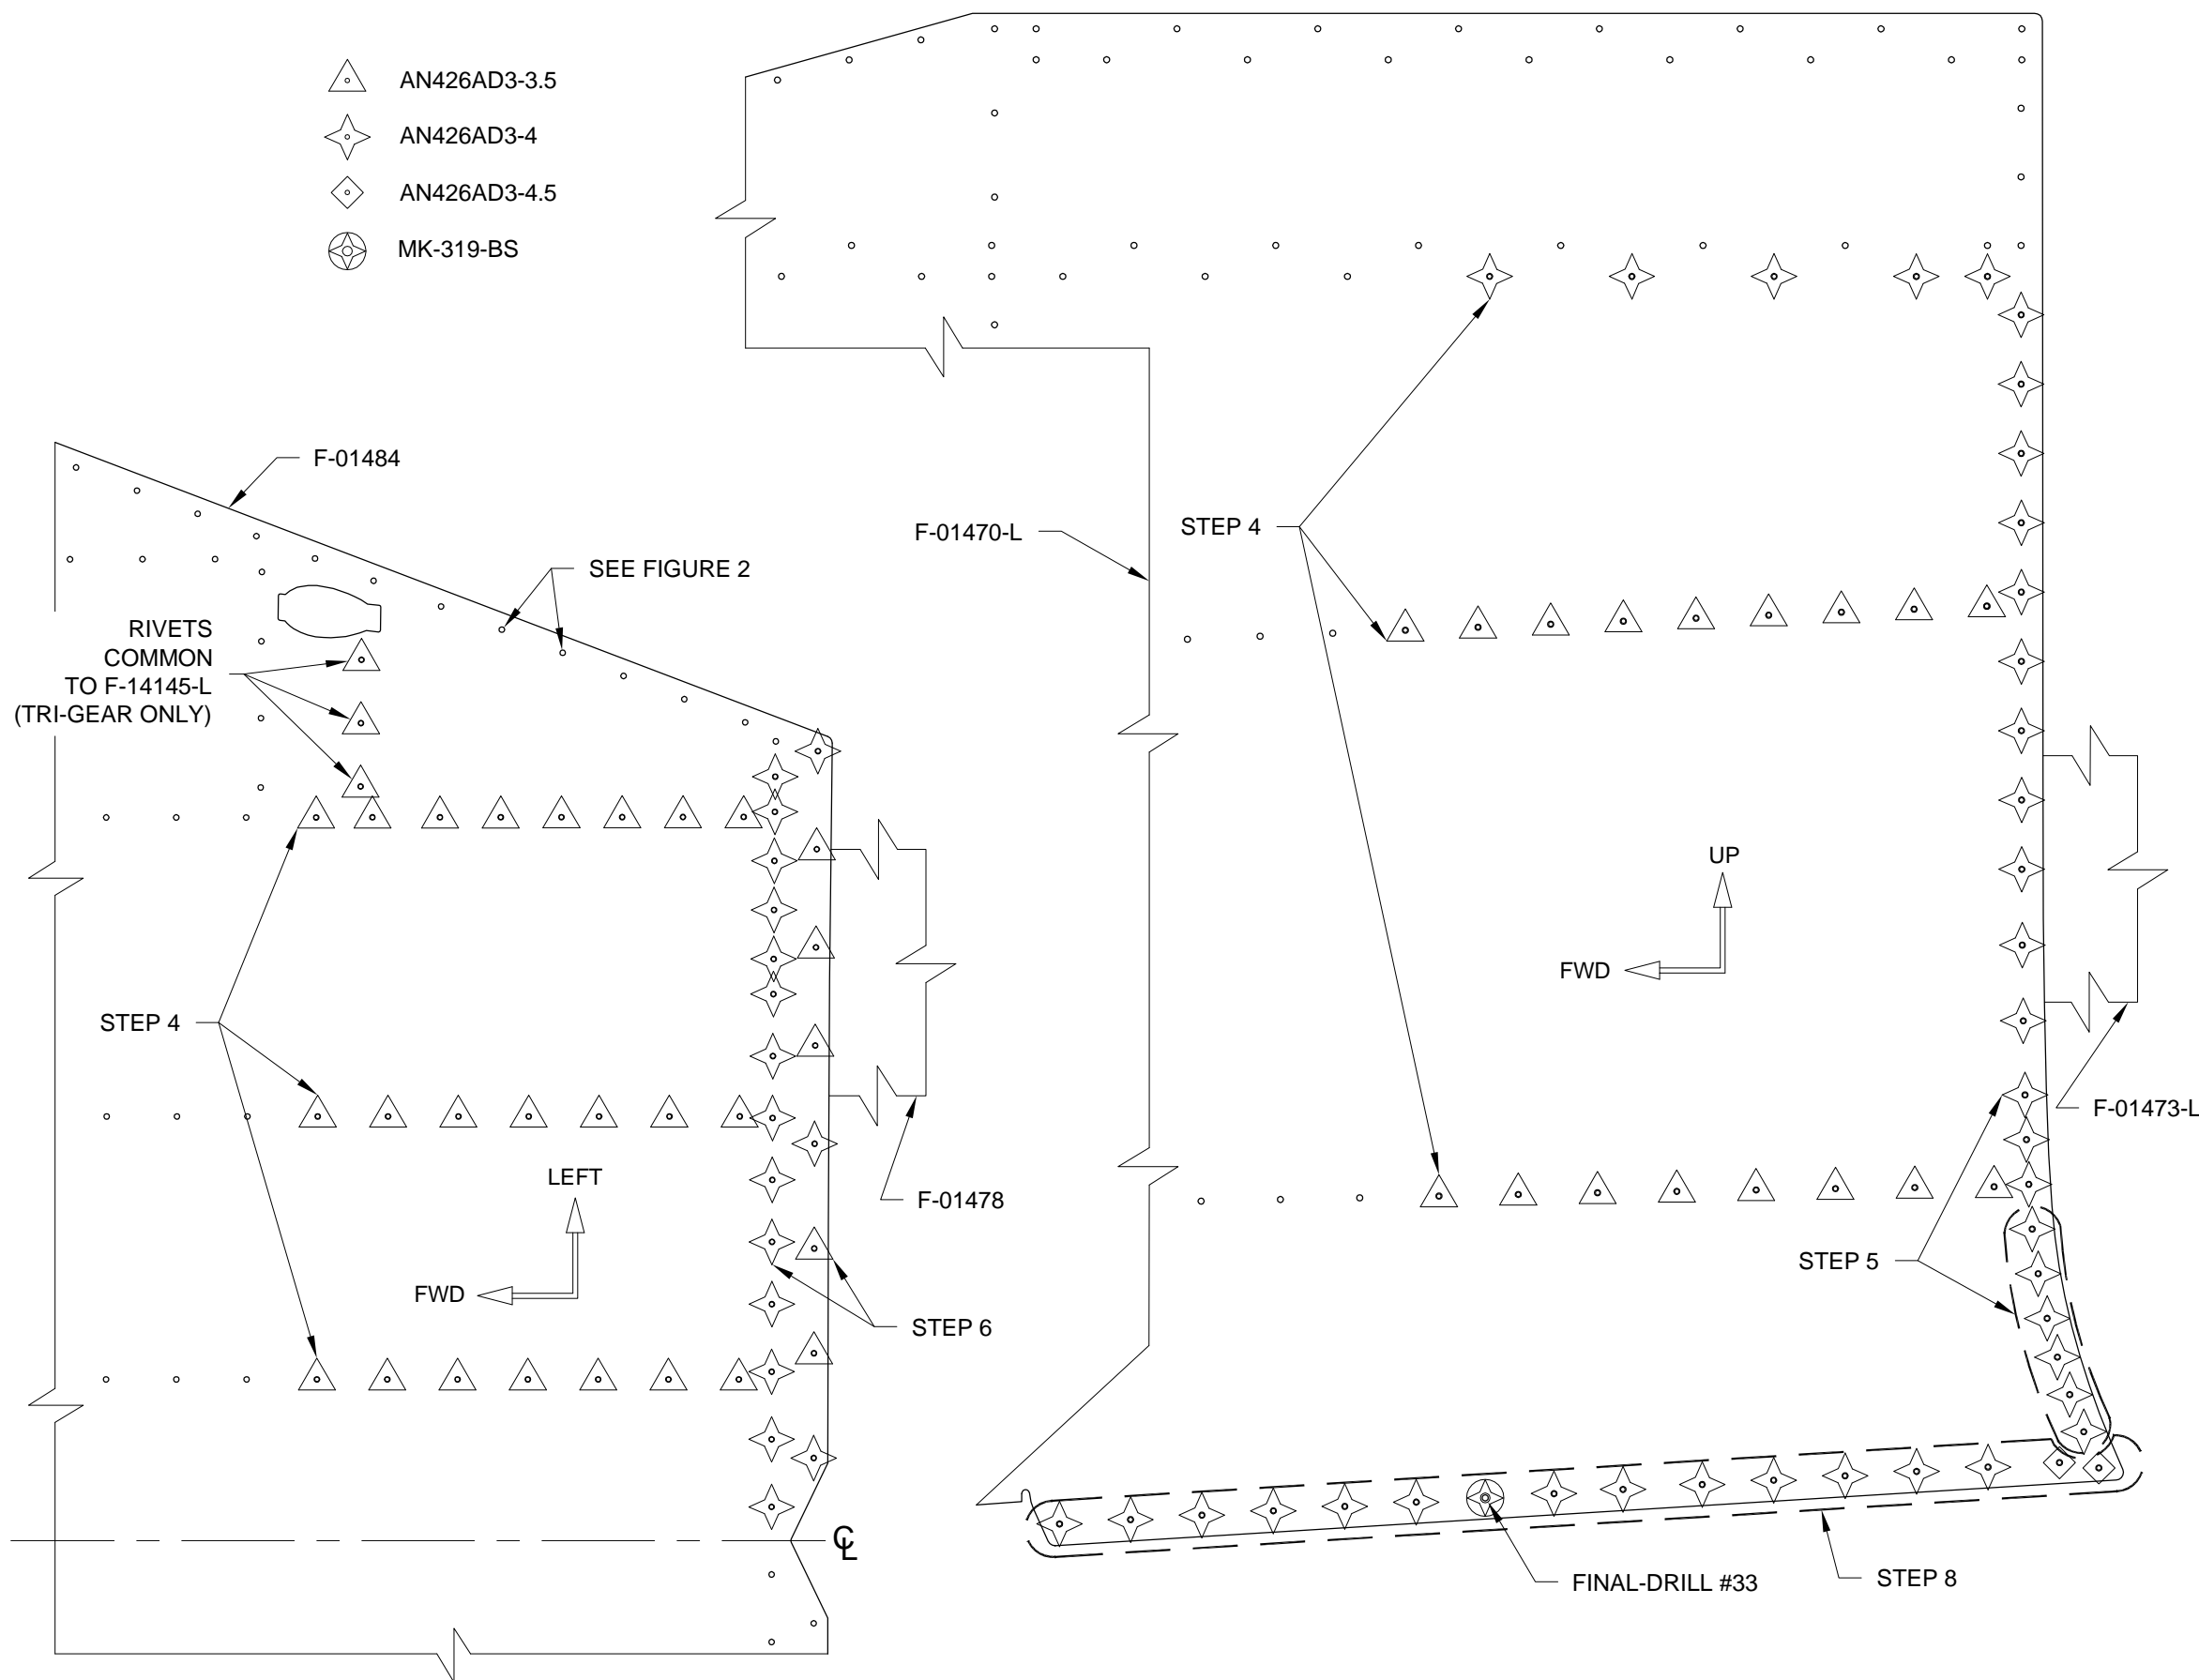 AN426AD3-3.5
AN426AD3-4
AN426AD3-4.5
MK-319-BS
F-01484
SEE FIGURE 2
RIVETS
COMMON
TO F-14145-L
(TRI-GEAR ONLY)
STEP 4
LEFT
FWD
F-01478
STEP 6
℄
F-01470-L
STEP 4
UP
FWD
F-01473-L
STEP 5
FINAL-DRILL #33
STEP 8